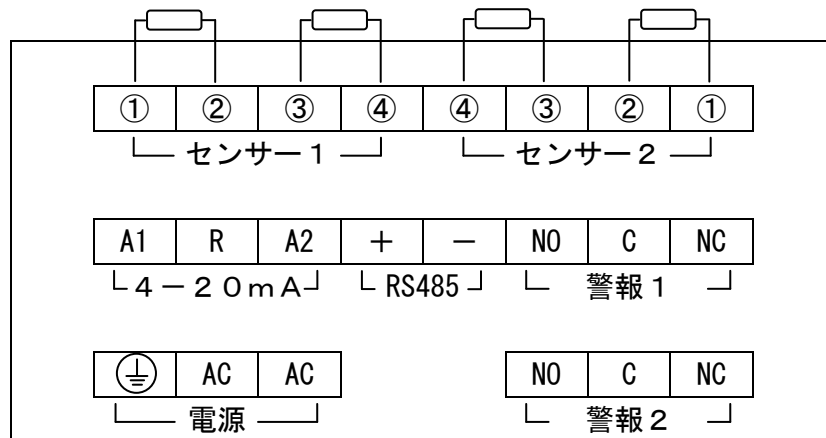 ① ② ③ ④ ④ ③ ② ①
センサー1 センサー2
A1 R A2 + － NO C NC
4－20mA RS485 警報1
AC AC NO C NC
電源 警報2